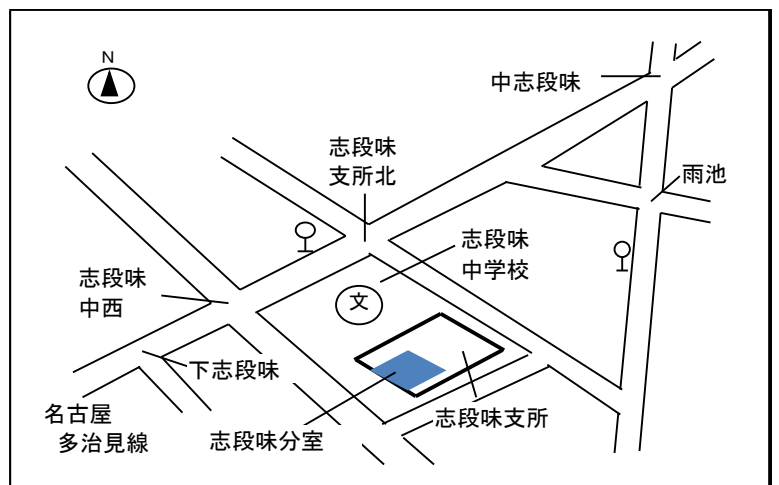 N
中志段味
志段味
支所北
雨池
志段味
中学校
志段味
中西
文
下志段味
名古屋
多治見線
志段味分室
志段味支所